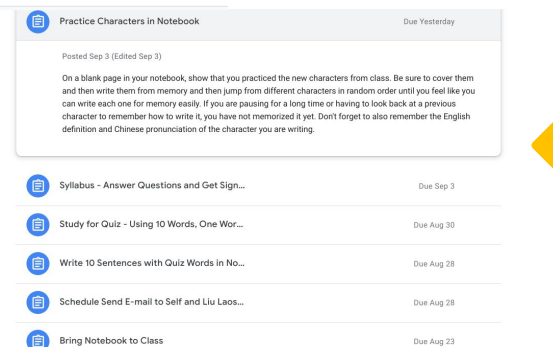 Practice Characters in Notebook Due Yesterday
Posted Sep 3 (Edited Sep 3)
On a blank page in your notebook, show that you practiced the new characters from class. Be sure to cover them
and then write them from memory and then jump from different characters in random order until you feel like you
can write each one for memory easily. If you are pausing for a long time or having to look back at a previous
character to remember how to write it, you have not memorized it yet. Don't forget to also remember the English
definition and Chinese pronunciation of the character you are writing.
Syllabus - Answer Questions and Get Sign... Due Sep 3
Study for Quiz - Using 10 Words, One Wor... Due Aug 30
Write 10 Sentences with Quiz Words in No... Due Aug 28
Schedule Send E-mail to Self and Liu Laos... Due Aug 28
Bring Notebook to Class Due Aug 23